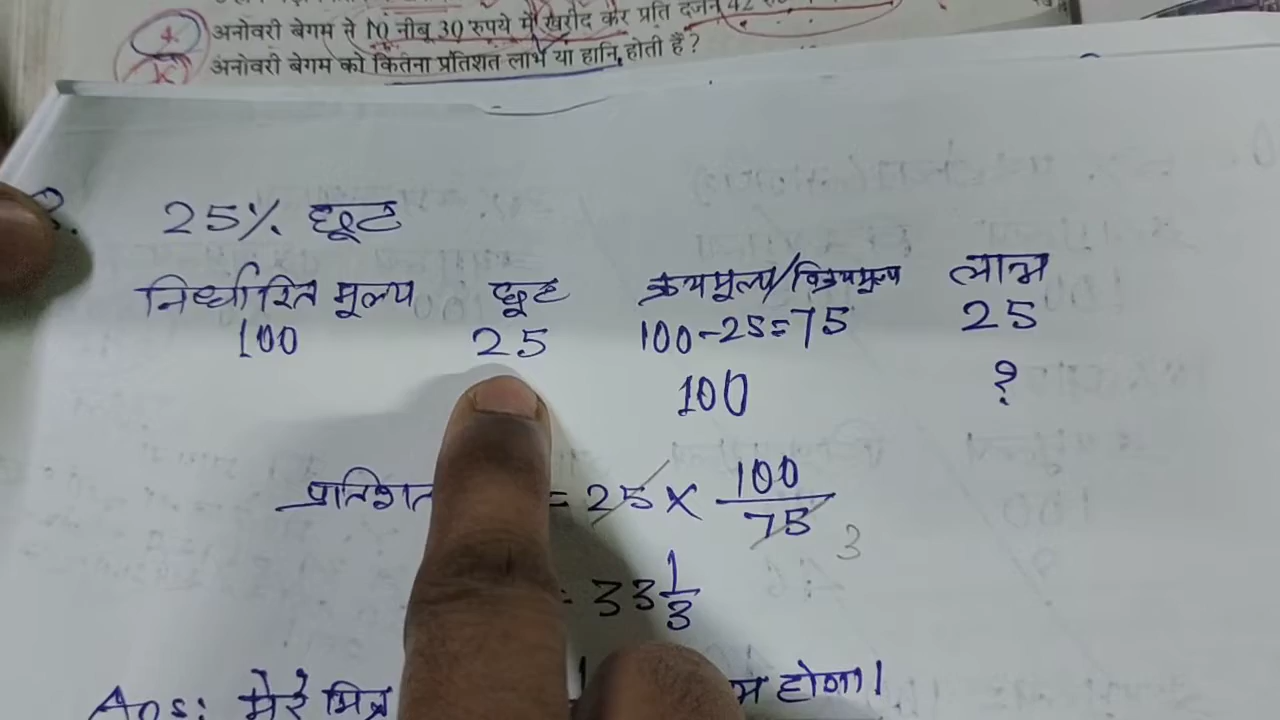 अनोवरी बेगम ने 10 नीबू 30 रुपये में खरीद कर प्रति दर्जन 42
अनोवरी बेगम को कितना प्रतिशत लाभ या हानि होती हैं?
25% छूट
निर्धारित मूल्य छूट क्रयमूल्य/विक्रयमूल्य लाभ
100 25 100-25=75 25
100 ?
प्रतिशत = 25 × 100/75 3
= 33 1/3
Ans: मेरे मित्र होगा।